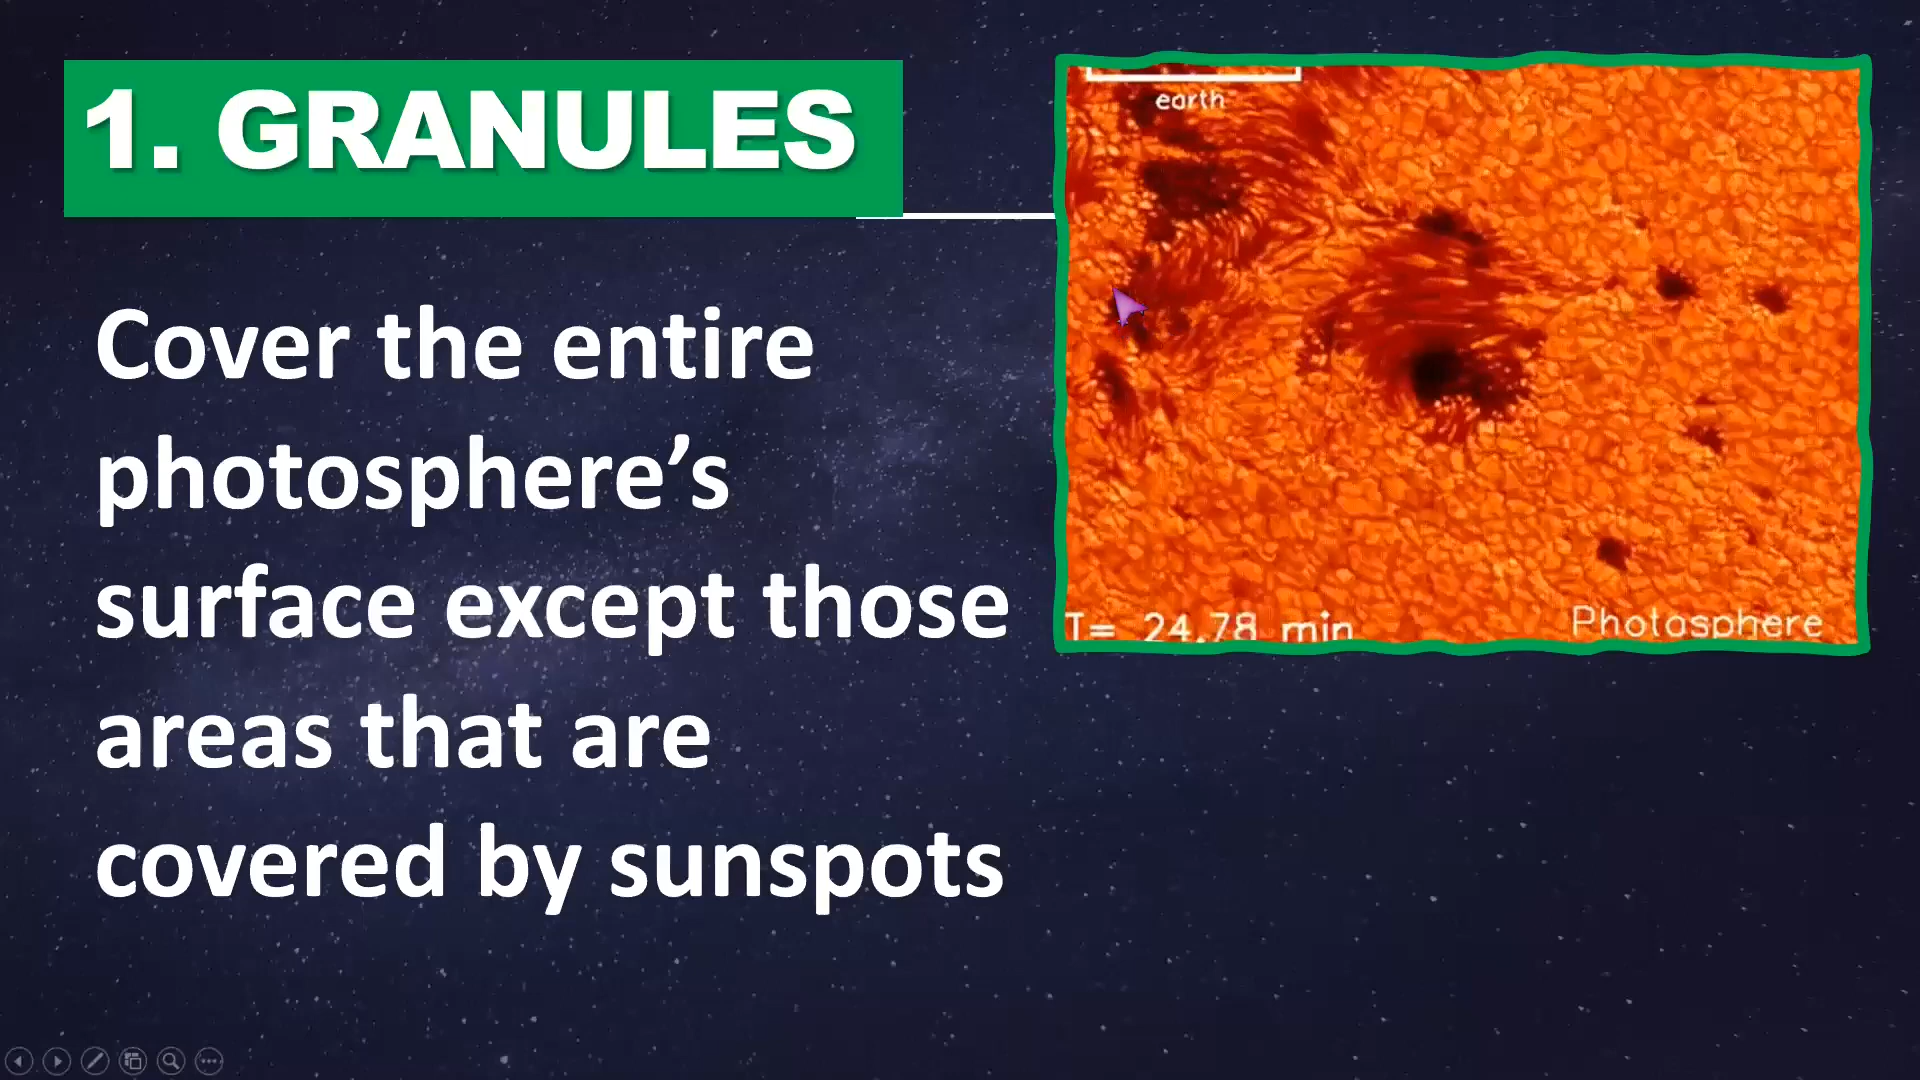 1. GRANULES
Cover the entire
photosphere’s
surface except those
areas that are
covered by sunspots
earth
T= 24.78 min
Photosphere